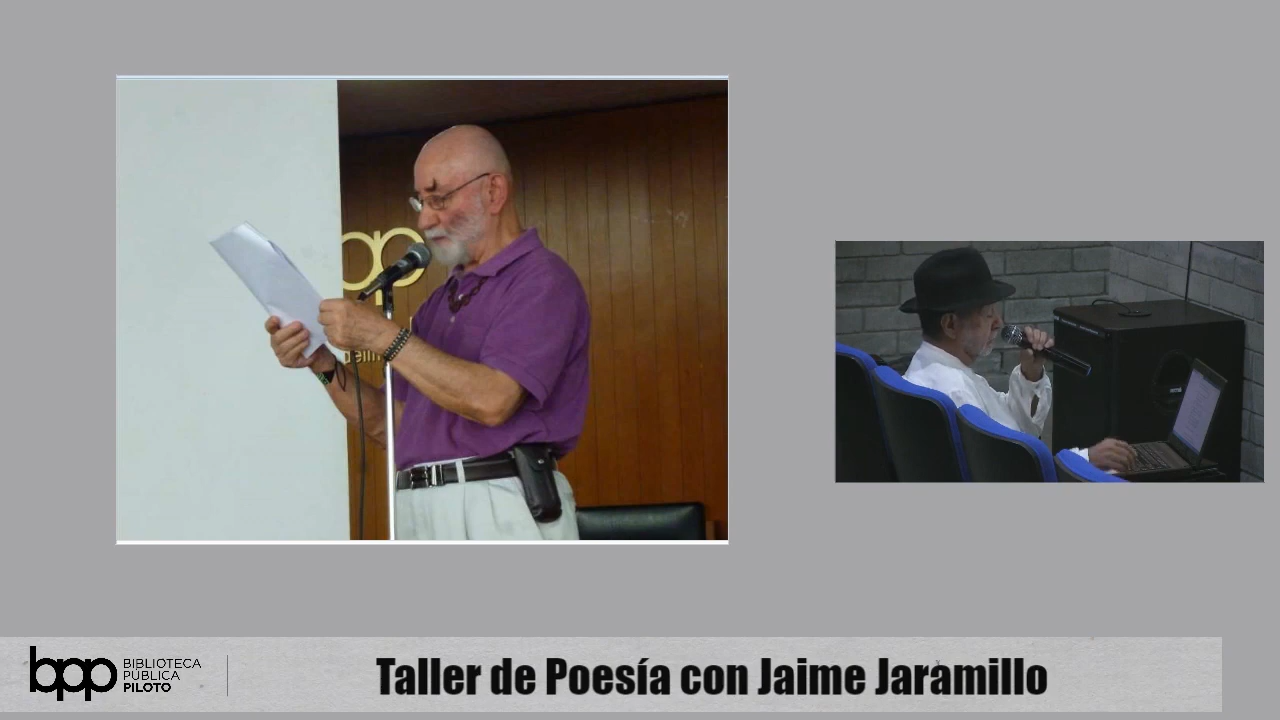 bpp
BIBLIOTECA
PÚBLICA
PILOTO
Taller de Poesía con Jaime Jaramillo